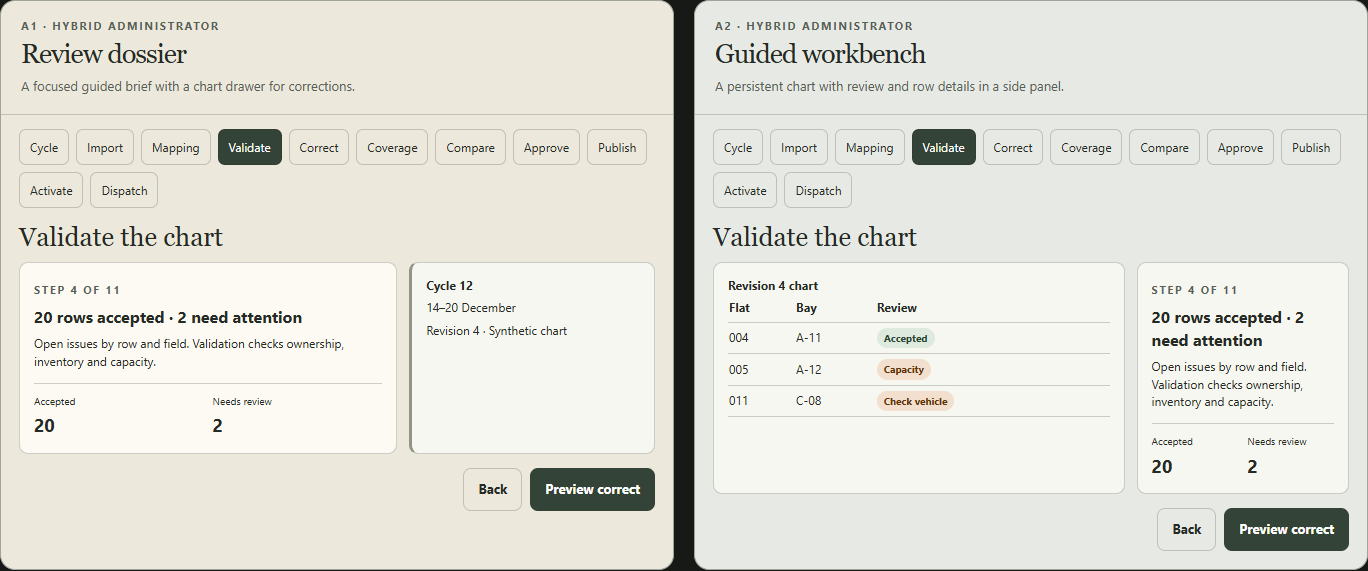 A1 · HYBRID ADMINISTRATOR
Review dossier
A focused guided brief with a chart drawer for corrections.
Cycle Import Mapping Validate Correct Coverage Compare Approve Publish
Activate Dispatch
Validate the chart
STEP 4 OF 11
20 rows accepted · 2 need attention
Open issues by row and field. Validation checks ownership,
inventory and capacity.
Accepted Needs review
20 2
Cycle 12
14–20 December
Revision 4 · Synthetic chart
Back Preview correct
A2 · HYBRID ADMINISTRATOR
Guided workbench
A persistent chart with review and row details in a side panel.
Cycle Import Mapping Validate Correct Coverage Compare Approve Publish
Activate Dispatch
Validate the chart
Revision 4 chart
Flat Bay Review
004 A-11 Accepted
005 A-12 Capacity
011 C-08 Check vehicle
STEP 4 OF 11
20 rows accepted · 2
need attention
Open issues by row and field.
Validation checks ownership,
inventory and capacity.
Accepted Needs review
20 2
Back Preview correct